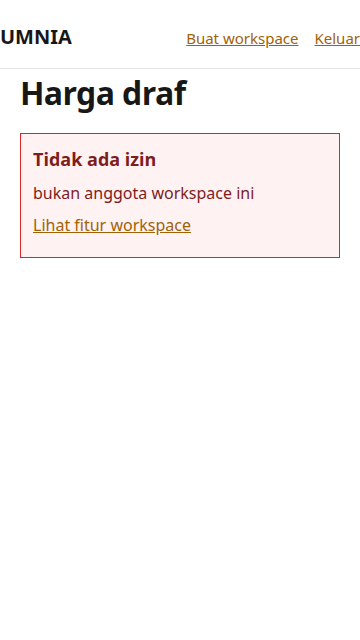 UMNIA
Buat workspace
Keluar
Harga draf
Tidak ada izin
bukan anggota workspace ini
Lihat fitur workspace